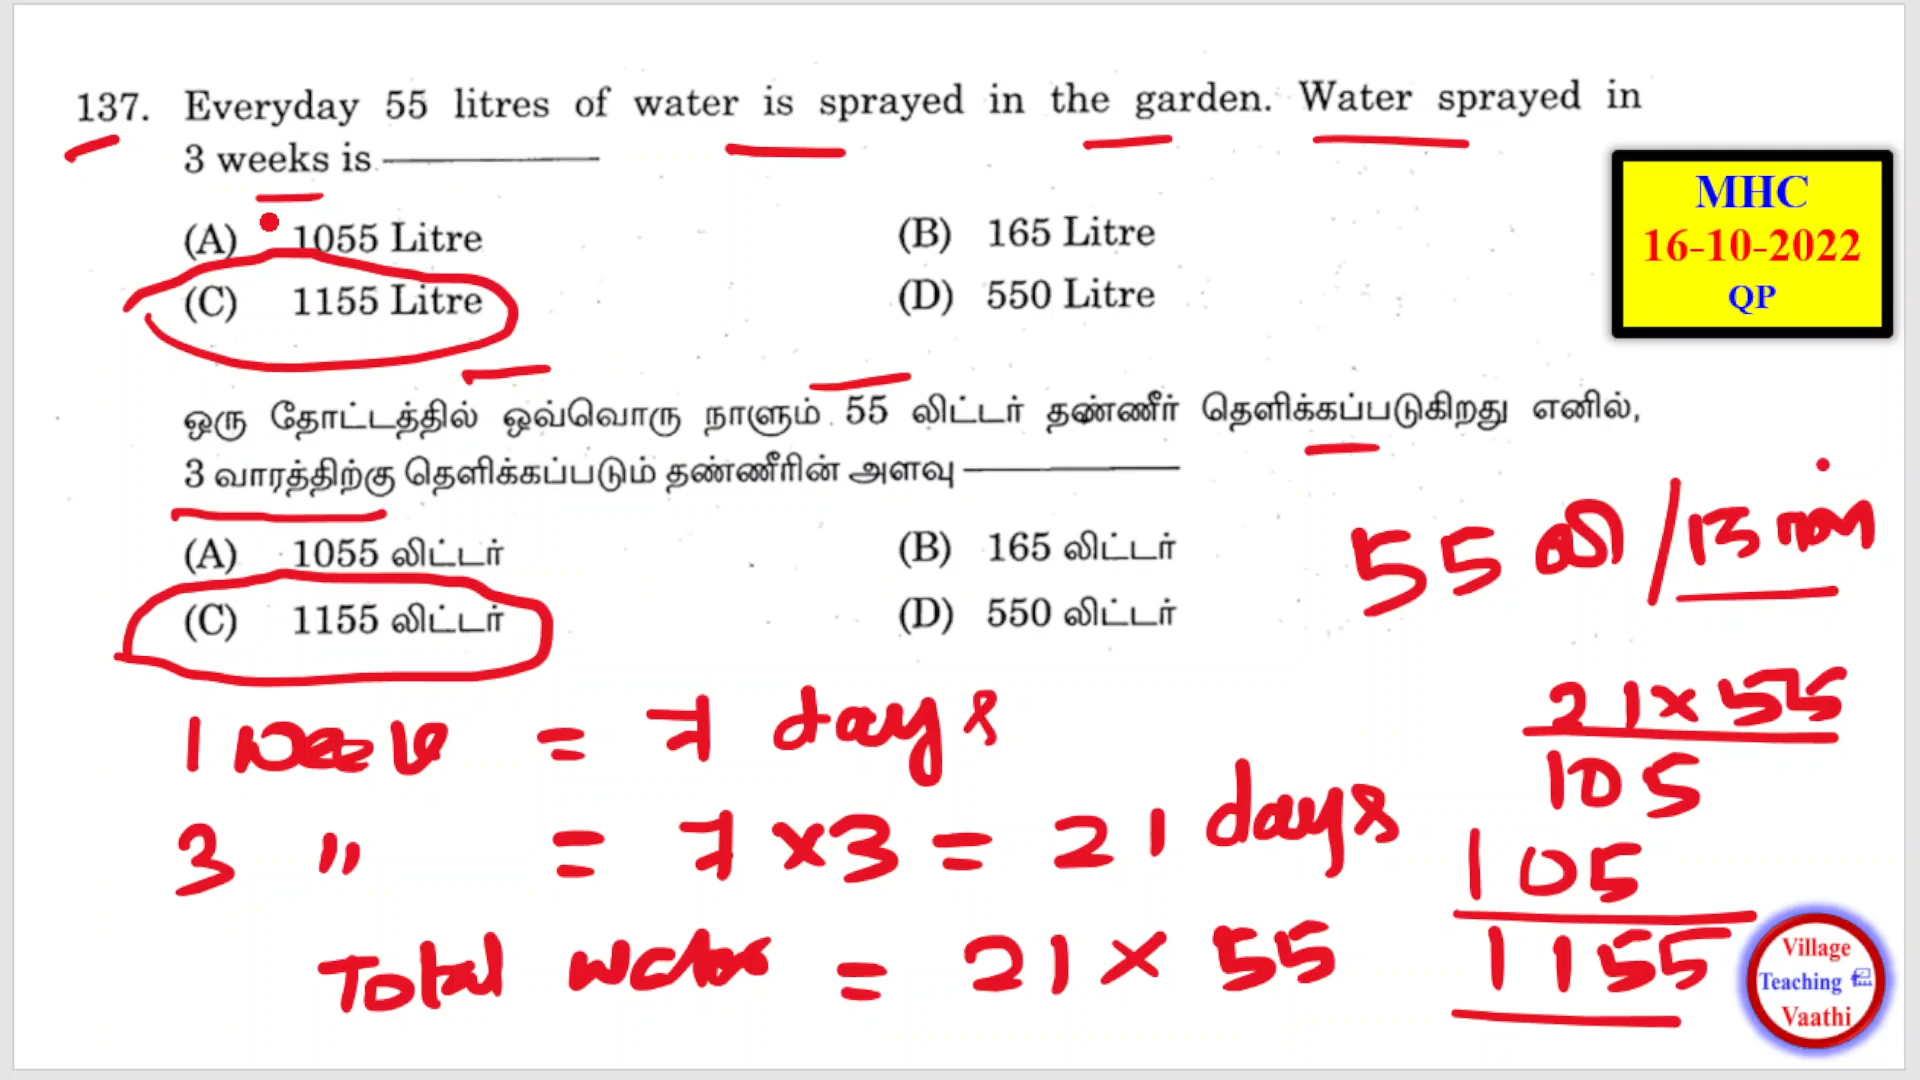 137. Everyday 55 litres of water is sprayed in the garden. Water sprayed in
3 weeks is
(A) 1055 Litre (B) 165 Litre
(C) 1155 Litre (D) 550 Litre
MHC
16-10-2022
QP
ஒரு தோட்டத்தில் ஒவ்வொரு நாளும் 55 லிட்டர் தண்ணீர் தெளிக்கப்படுகிறது எனில்,
3 வாரத்திற்கு தெளிக்கப்படும் தண்ணீரின் அளவு
(A) 1055 லிட்டர் (B) 165 லிட்டர்
(C) 1155 லிட்டர் (D) 550 லிட்டர்
55 லி /
1 = 7 days
3 " = 7 × 3 = 21 days
Total water = 21 × 55
21 × 55
105
105
1155
Village
Teaching
Vaathi